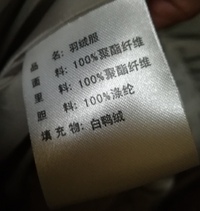 品 名: 羽绒服
面 料: 100%聚酯纤维
里 料: 100%聚酯纤维
胆 料: 100%涤纶
填 充 物: 白鸭绒